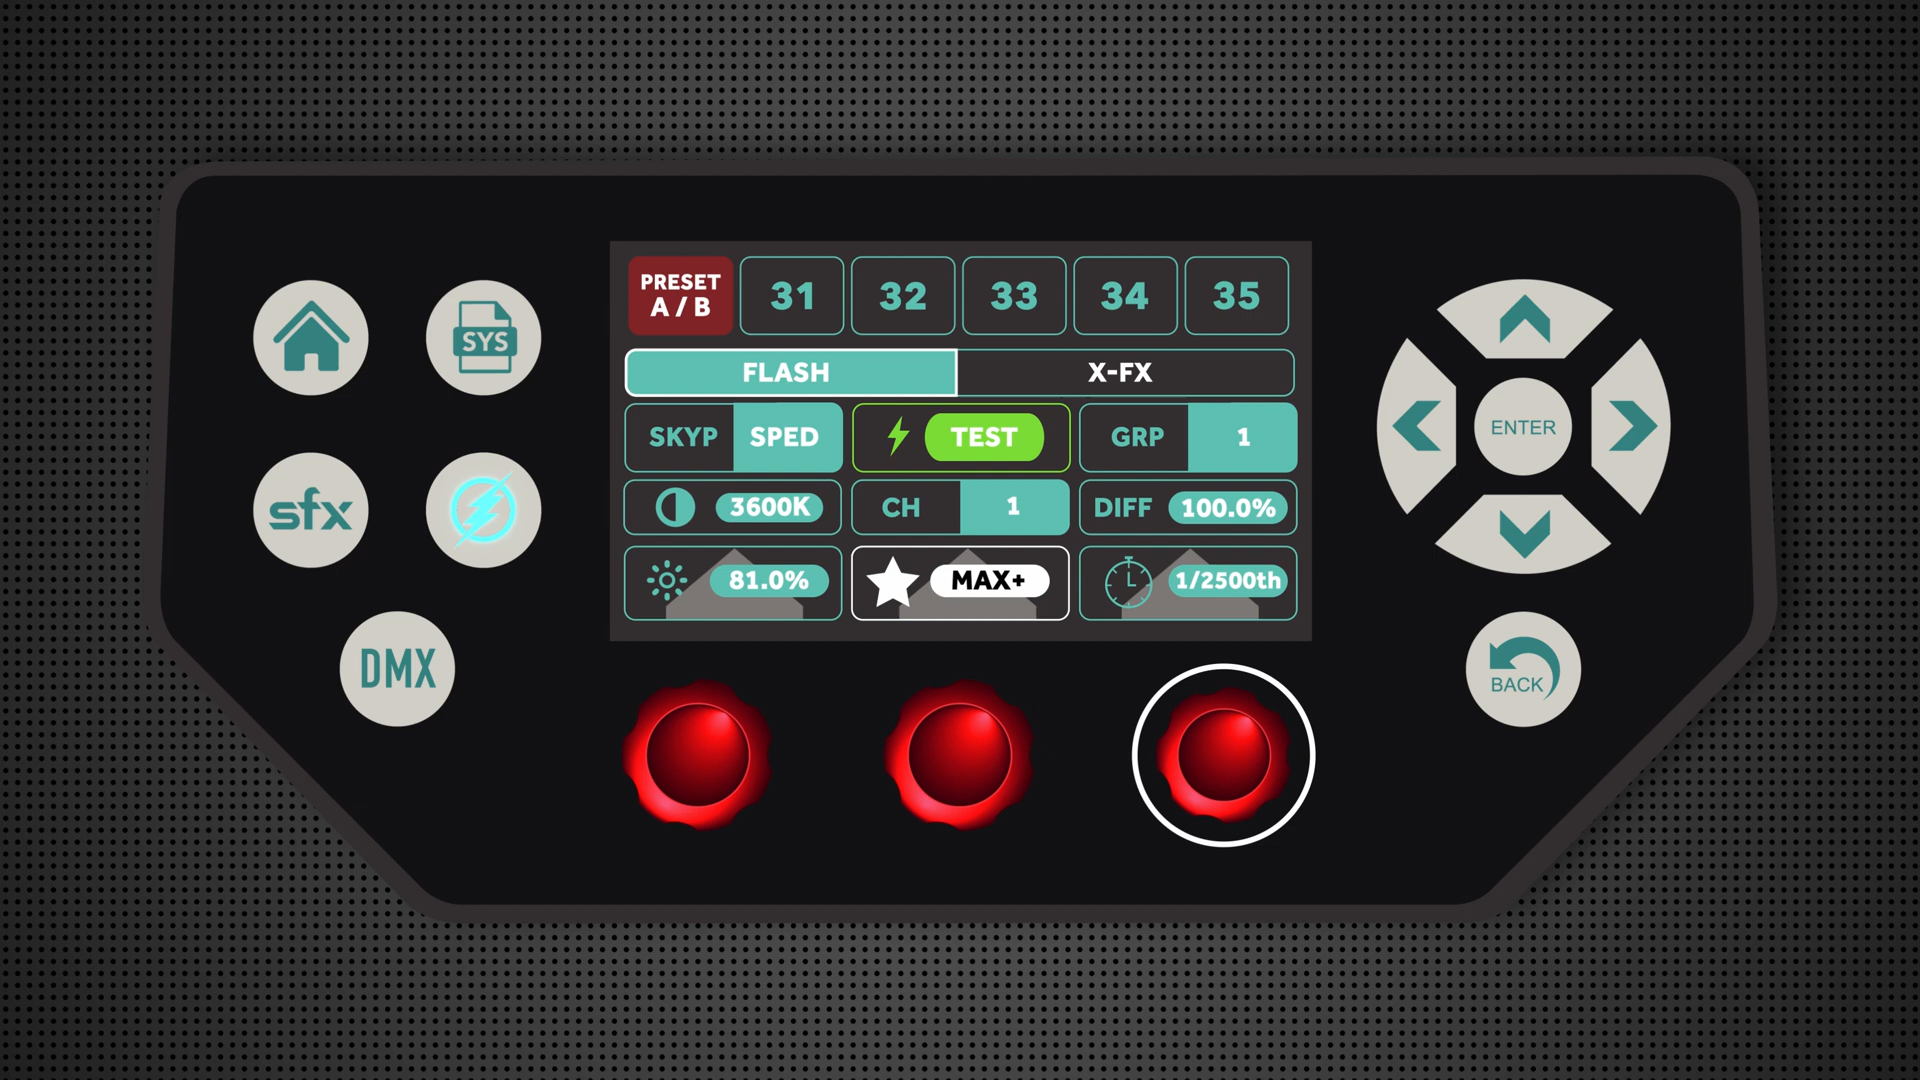 PRESET
A / B
31
32
33
34
35
FLASH
X-FX
SKYP
SPED
TEST
GRP
1
3600K
CH
1
DIFF
100.0%
81.0%
MAX+
1/2500th
SYS
sfx
DMX
ENTER
BACK